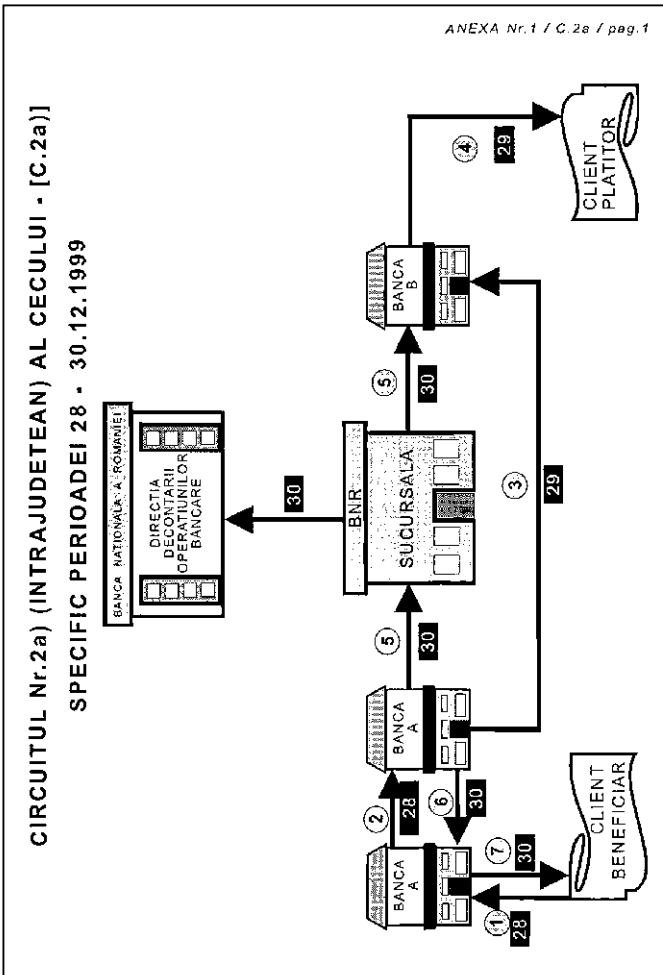 ANEXA Nr.1 / C.2a / pag.1
CIRCUITUL Nr.2a) (INTRAJUDETEAN) AL CECULUI - [C.2a)]
SPECIFIC PERIOADEI 28 - 30.12.1999
BANCA NATIONALA A ROMANIEI
DIRECTIA
DECONTARII
OPERATIUNILOR
BANCARE
30
BNR
SUCURSALA
BANCA
A
2
28
6
30
BANCA
A
5
30
5
30
BANCA
B
4
29
CLIENT
PLATITOR
3
29
1
28
7
30
CLIENT
BENEFICIAR